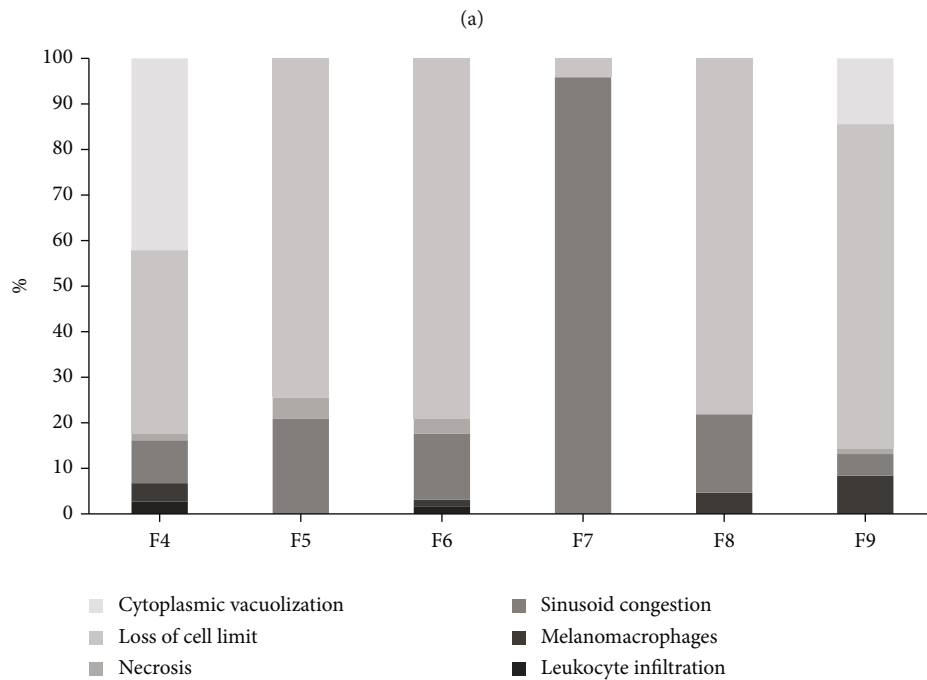 (a)
100
90
80
70
60
50
40
30
20
10
0
%
F4 F5 F6 F7 F8 F9
Cytoplasmic vacuolization
Loss of cell limit
Necrosis
Sinusoid congestion
Melanomacrophages
Leukocyte infiltration